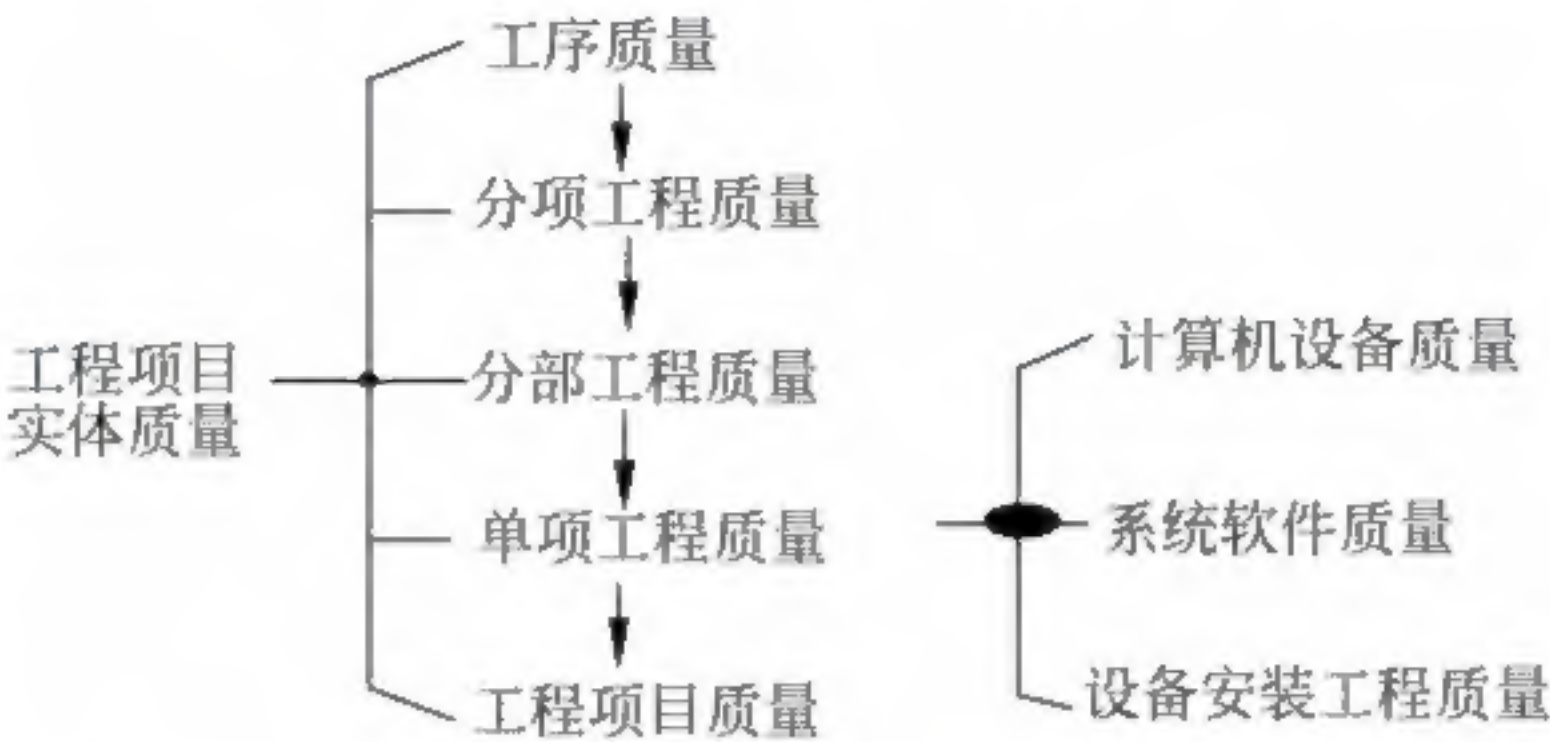 工序质量
分项工程质量
工程项目
实体质量
分部工程质量
单项工程质量
工程项目质量
计算机设备质量
系统软件质量
设备安装工程质量